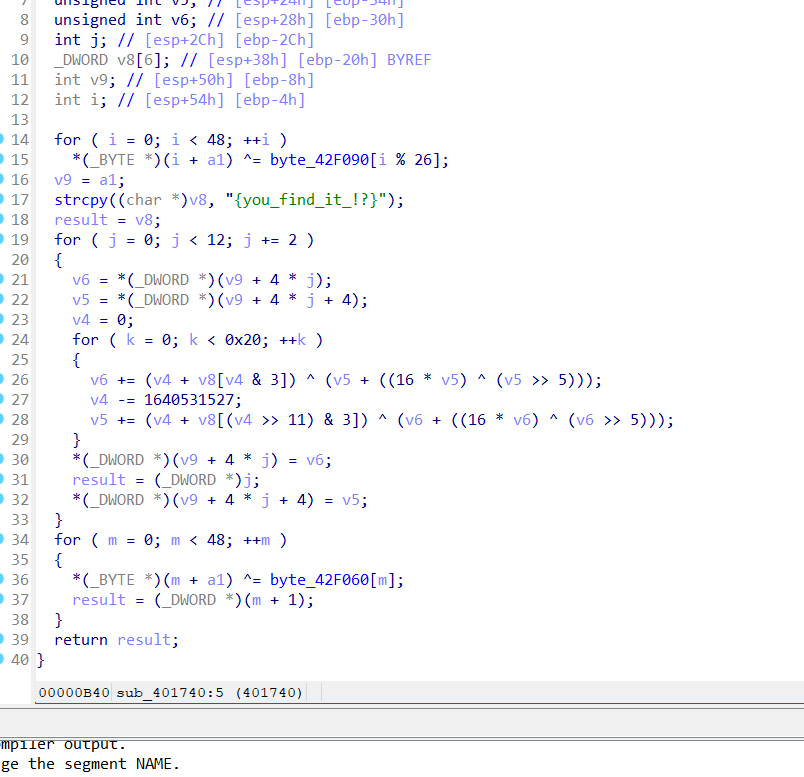 7 unsigned int v5; // [esp+24h] [ebp-34h]
8 unsigned int v6; // [esp+28h] [ebp-30h]
9 int j; // [esp+2Ch] [ebp-2Ch]
10 _DWORD v8[6]; // [esp+38h] [ebp-20h] BYREF
11 int v9; // [esp+50h] [ebp-8h]
12 int i; // [esp+54h] [ebp-4h]
13
14 for ( i = 0; i < 48; ++i )
15 *(_BYTE *)(i + a1) ^= byte_42F090[i % 26];
16 v9 = a1;
17 strcpy((char *)v8, "{you_find_it_!?}");
18 result = v8;
19 for ( j = 0; j < 12; j += 2 )
20 {
21 v6 = *(_DWORD *)(v9 + 4 * j);
22 v5 = *(_DWORD *)(v9 + 4 * j + 4);
23 v4 = 0;
24 for ( k = 0; k < 0x20; ++k )
25 {
26 v6 += (v4 + v8[v4 & 3]) ^ (v5 + ((16 * v5) ^ (v5 >> 5)));
27 v4 -= 1640531527;
28 v5 += (v4 + v8[(v4 >> 11) & 3]) ^ (v6 + ((16 * v6) ^ (v6 >> 5)));
29 }
30 *(_DWORD *)(v9 + 4 * j) = v6;
31 result = (_DWORD *)j;
32 *(_DWORD *)(v9 + 4 * j + 4) = v5;
33 }
34 for ( m = 0; m < 48; ++m )
35 {
36 *(_BYTE *)(m + a1) ^= byte_42F060[m];
37 result = (_DWORD *)(m + 1);
38 }
39 return result;
40 }
00000B40 sub_401740:5 (401740)
mpiler output.
ge the segment NAME.